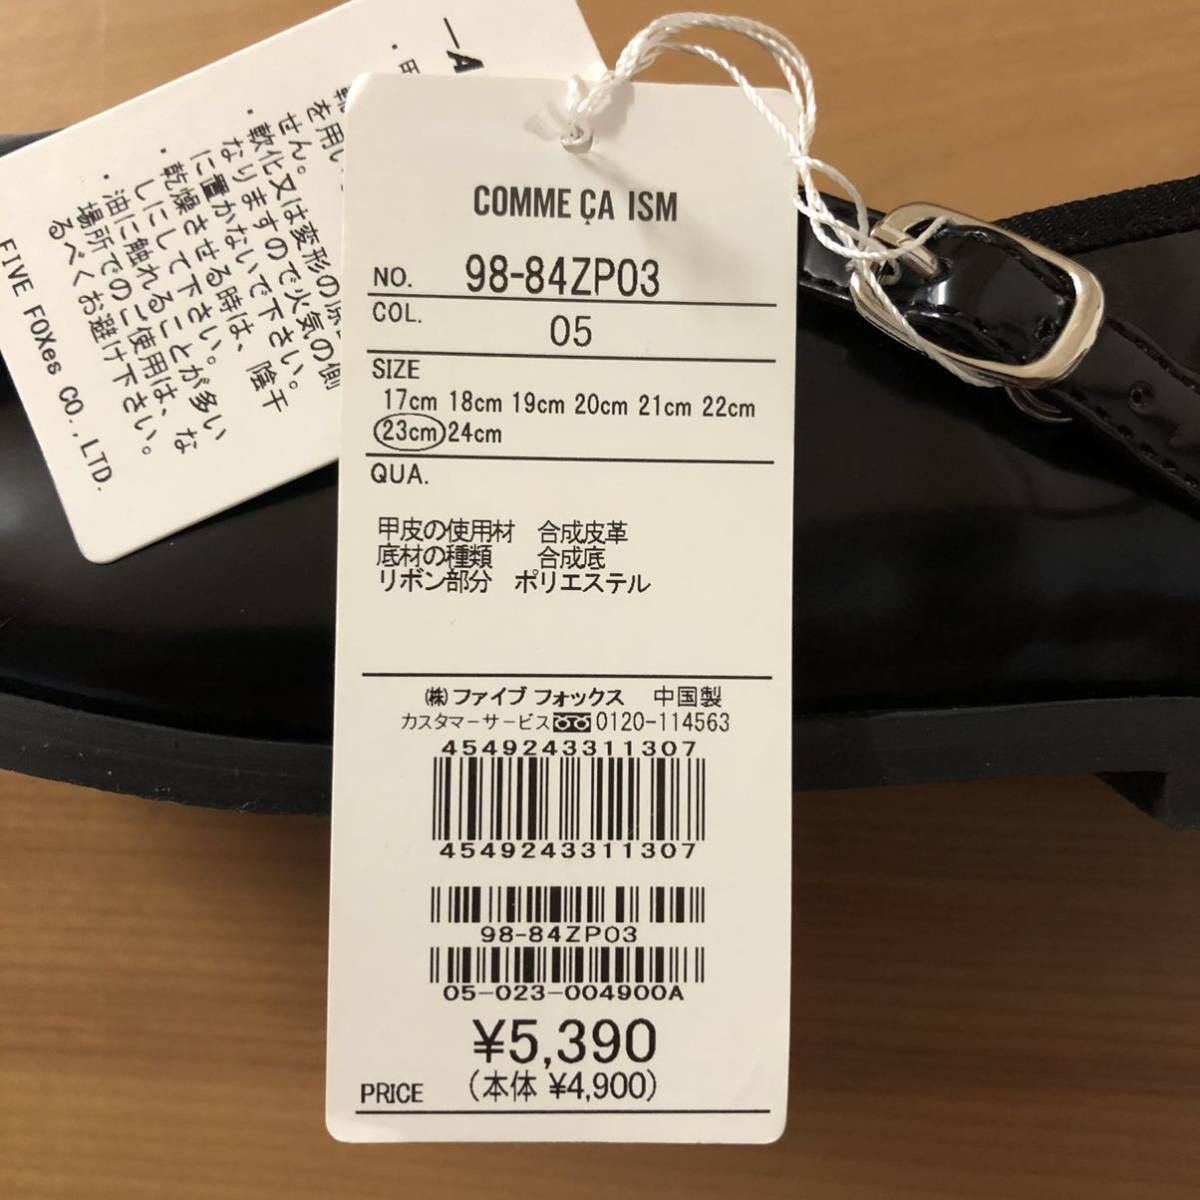 を用い
せん。
・軟化又は変形の原
なりますので火気の側
に置かないで下さい。
・乾燥させる時は、陰干
しにして下さい。
・油に触れることが多い
場所でのご使用は、な
るべくお避け下さい。
FIVE FOXes CO.,LTD.
COMME ÇA ISM
NO. 98-84ZP03
COL. 05
SIZE
17cm 18cm 19cm 20cm 21cm 22cm
23cm 24cm
QUA.
甲皮の使用材 合成皮革
底材の種類 合成底
リボン部分 ポリエステル
㈱ファイブ フォックス 中国製
カスタマーサービス 0120-114563
4549243311307
4549243311307
98-84ZP03
05-023-004900A
¥5,390
PRICE (本体 ¥4,900)